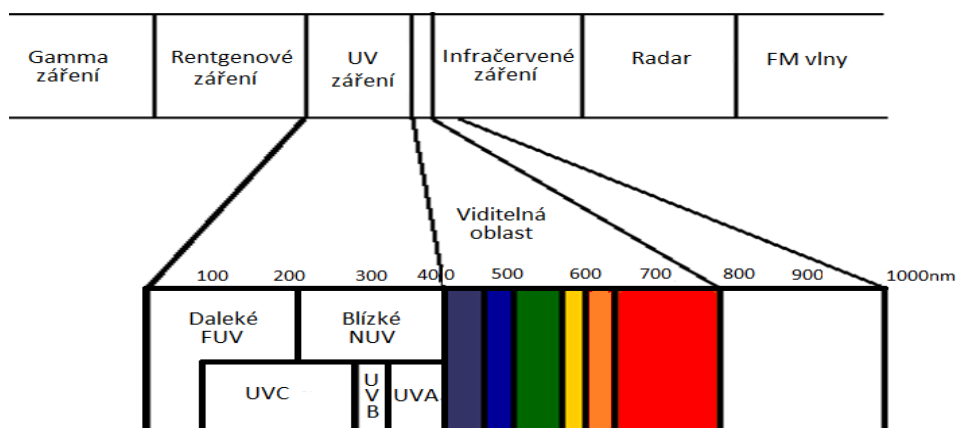 Gamma
záření
Rentgenové
záření
UV
záření
Infračervené
záření
Radar
FM vlny
Viditelná
oblast
100 200 300 400 500 600 700 800 900 1000nm
Daleké
FUV
Blízké
NUV
UVC
U
V
B
UVA